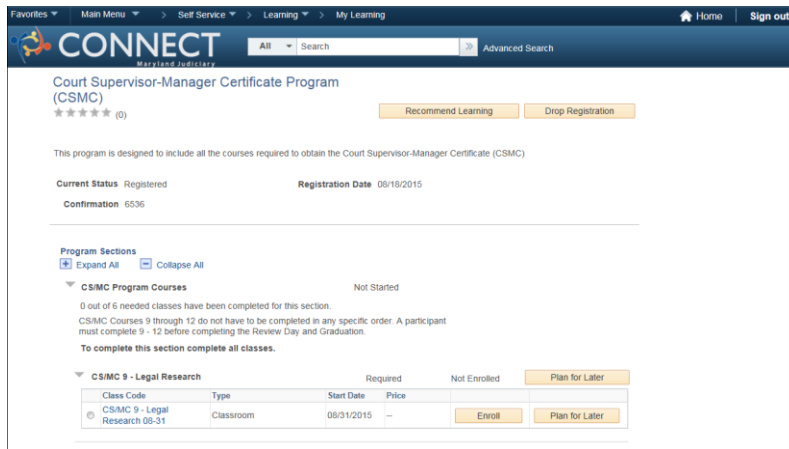 Favorites Main Menu > Self Service > Learning > My Learning Home Sign out
CONNECT
Maryland Judiciary
All Search Advanced Search
Court Supervisor-Manager Certificate Program
(CSMC)
(0)
Recommend Learning Drop Registration
This program is designed to include all the courses required to obtain the Court Supervisor-Manager Certificate (CSMC)
Current Status Registered Registration Date 08/18/2015
Confirmation 6536
Program Sections
Expand All Collapse All
CS/MC Program Courses Not Started
0 out of 6 needed classes have been completed for this section.
CS/MC Courses 9 through 12 do not have to be completed in any specific order. A participant
must complete 9 - 12 before completing the Review Day and Graduation.
To complete this section complete all classes.
CS/MC 9 - Legal Research Required Not Enrolled Plan for Later
Class Code Type Start Date Price
CS/MC 9 - Legal
Research 08-31 Classroom 08/31/2015 -- Enroll Plan for Later